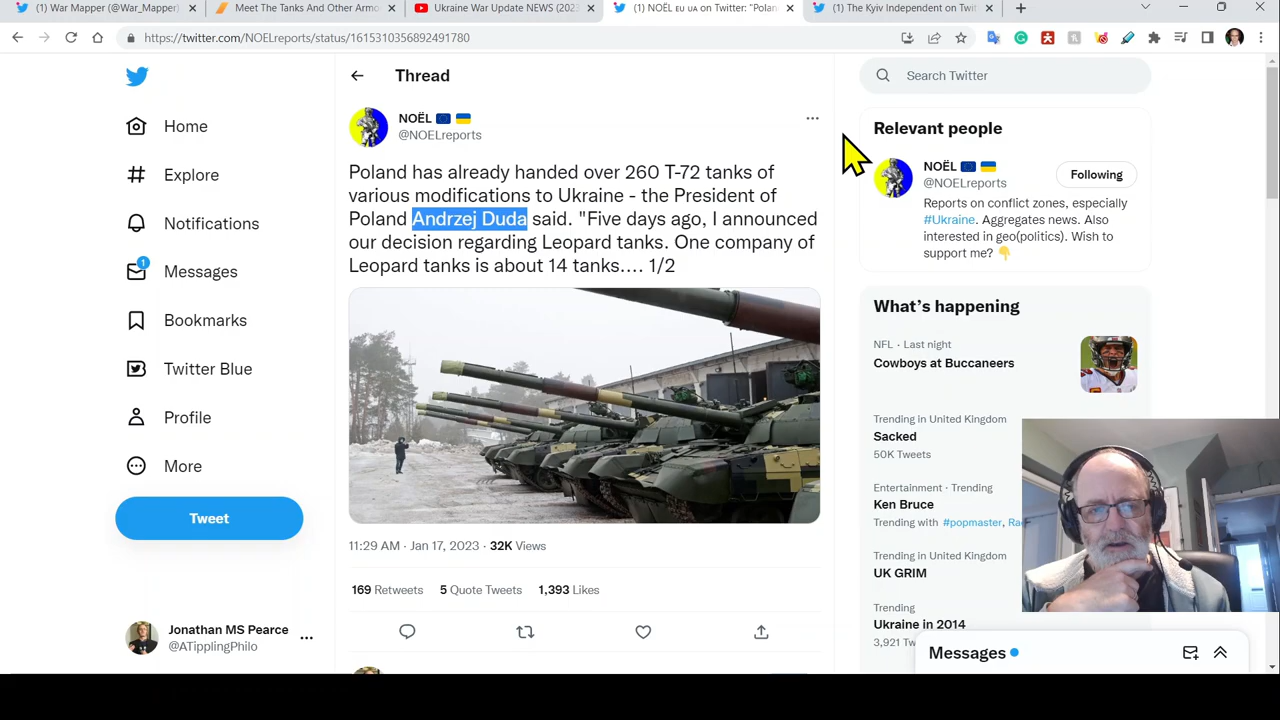 (1) War Mapper (@War_Mapper)
Meet The Tanks And Other Armo
Ukraine War Update NEWS (202
(1) NOËL EU UA on Twitter: "Polan
(1) The Kyiv Independent on Twit
https://twitter.com/NOELreports/status/1615310356892491780
Home
Explore
Notifications
1
Messages
Bookmarks
Twitter Blue
Profile
More
Tweet
Jonathan MS Pearce
@ATipplingPhilo
Thread
NOËL
@NOELreports
Poland has already handed over 260 T-72 tanks of
various modifications to Ukraine - the President of
Poland Andrzej Duda said. "Five days ago, I announced
our decision regarding Leopard tanks. One company of
Leopard tanks is about 14 tanks.... 1/2
11:29 AM · Jan 17, 2023 · 32K Views
169 Retweets 5 Quote Tweets 1,393 Likes
Search Twitter
Relevant people
NOËL
@NOELreports
Following
Reports on conflict zones, especially
#Ukraine. Aggregates news. Also
interested in geo(politics). Wish to
support me?
What's happening
NFL · Last night
Cowboys at Buccaneers
Trending in United Kingdom
Sacked
50K Tweets
Entertainment · Trending
Ken Bruce
Trending with #popmaster, Ra
Trending in United Kingdom
UK GRIM
Trending
Ukraine in 2014
3,921 Tw
Messages